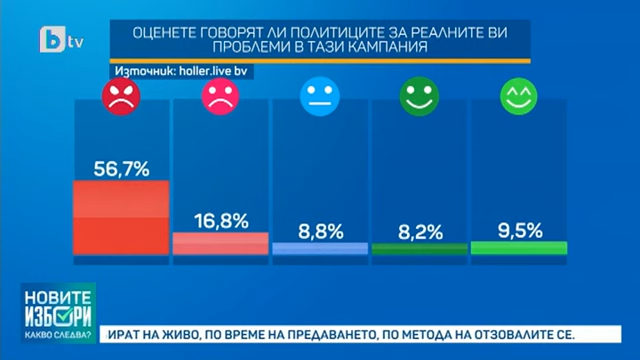 btv
ОЦЕНЕТЕ ГОВОРЯТ ЛИ ПОЛИТИЦИТЕ ЗА РЕАЛНИТЕ ВИ
ПРОБЛЕМИ В ТАЗИ КАМПАНИЯ
Източник: holler.live bv
56,7%
16,8%
8,8%
8,2%
9,5%
НОВИТЕ
ИЗБОРИ
КАКВО СЛЕДВА?
ИРАТ НА ЖИВО, ПО ВРЕМЕ НА ПРЕДАВАНЕТО, ПО МЕТОДА НА ОТЗОВАЛИТЕ СЕ.